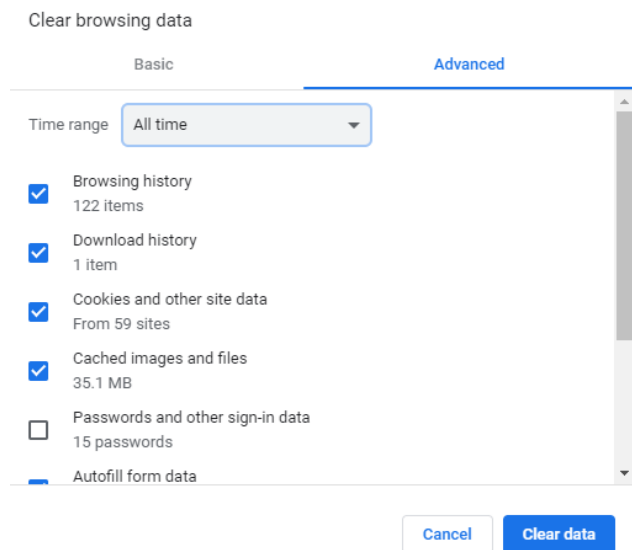 Clear browsing data
Basic
Advanced
Time range
All time
Browsing history
122 items
Download history
1 item
Cookies and other site data
From 59 sites
Cached images and files
35.1 MB
Passwords and other sign-in data
15 passwords
Autofill form data
Cancel
Clear data